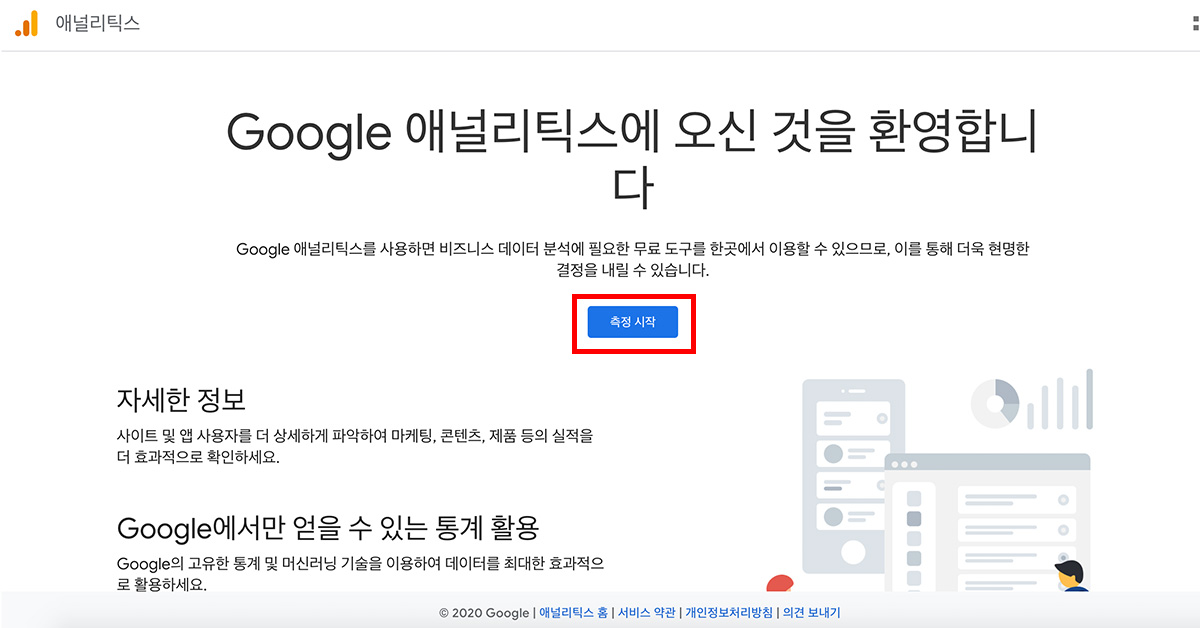 애널리틱스
Google 애널리틱스에 오신 것을 환영합니
다
Google 애널리틱스를 사용하면 비즈니스 데이터 분석에 필요한 무료 도구를 한곳에서 이용할 수 있으므로, 이를 통해 더욱 현명한
결정을 내릴 수 있습니다.
측정 시작
자세한 정보
사이트 및 앱 사용자를 더 상세하게 파악하여 마케팅, 콘텐츠, 제품 등의 실적을
더 효과적으로 확인하세요.
Google에서만 얻을 수 있는 통계 활용
Google의 고유한 통계 및 머신러닝 기술을 이용하여 데이터를 최대한 효과적으
로 활용하세요.
© 2020 Google | 애널리틱스 홈 | 서비스 약관 | 개인정보처리방침 | 의견 보내기